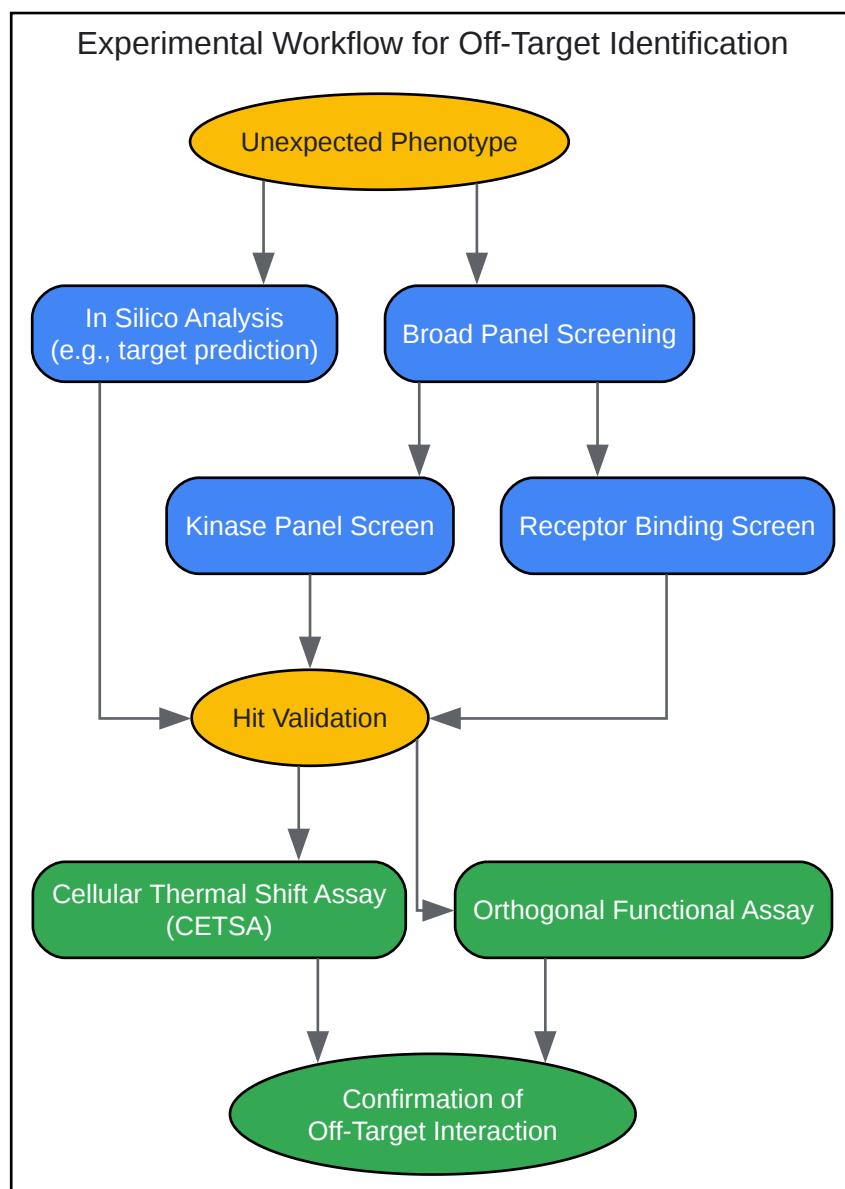 Experimental Workflow for Off-Target Identification
Unexpected Phenotype
In Silico Analysis
(e.g., target prediction)
Broad Panel Screening
Kinase Panel Screen
Receptor Binding Screen
Hit Validation
Cellular Thermal Shift Assay
(CETSA)
Orthogonal Functional Assay
Confirmation of
Off-Target Interaction